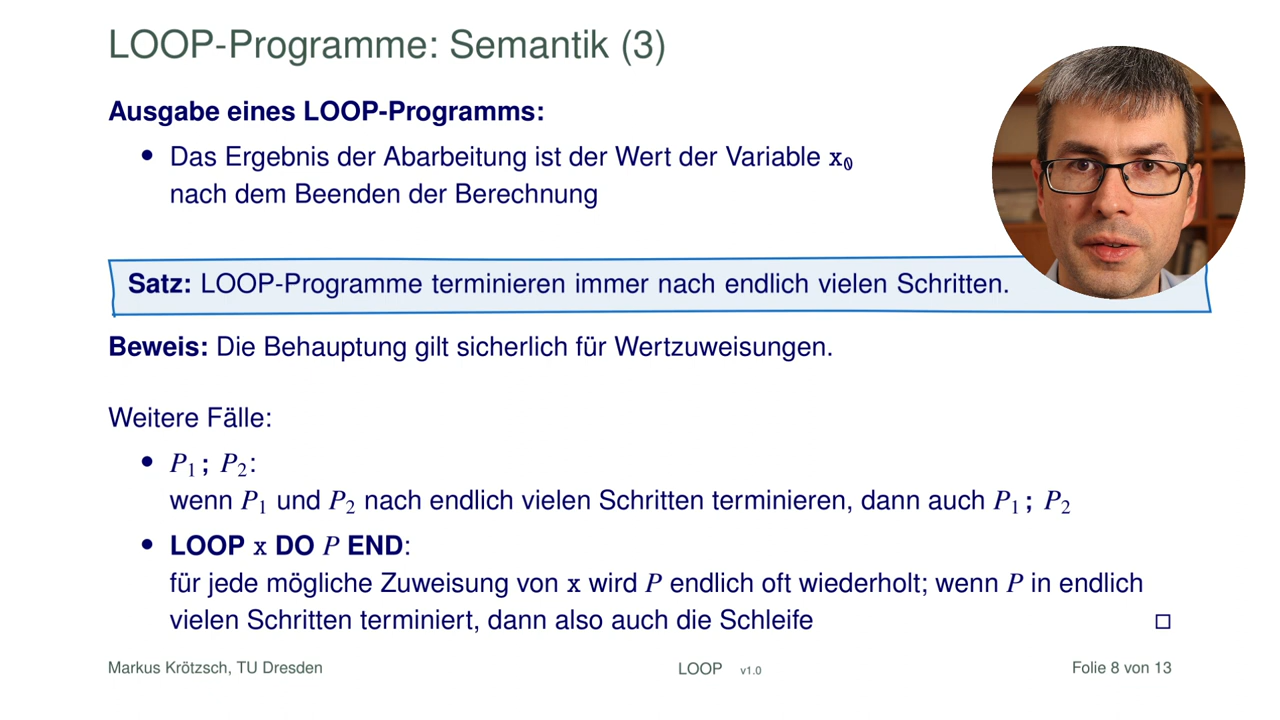 LOOP-Programme: Semantik (3)
Ausgabe eines LOOP-Programms:
• Das Ergebnis der Abarbeitung ist der Wert der Variable x₀
nach dem Beenden der Berechnung
Satz: LOOP-Programme terminieren immer nach endlich vielen Schritten.
Beweis: Die Behauptung gilt sicherlich für Wertzuweisungen.
Weitere Fälle:
• P₁; P₂:
wenn P₁ und P₂ nach endlich vielen Schritten terminieren, dann auch P₁; P₂
• LOOP x DO P END:
für jede mögliche Zuweisung von x wird P endlich oft wiederholt; wenn P in endlich
vielen Schritten terminiert, dann also auch die Schleife □
Markus Krötzsch, TU Dresden LOOP v1.0 Folie 8 von 13